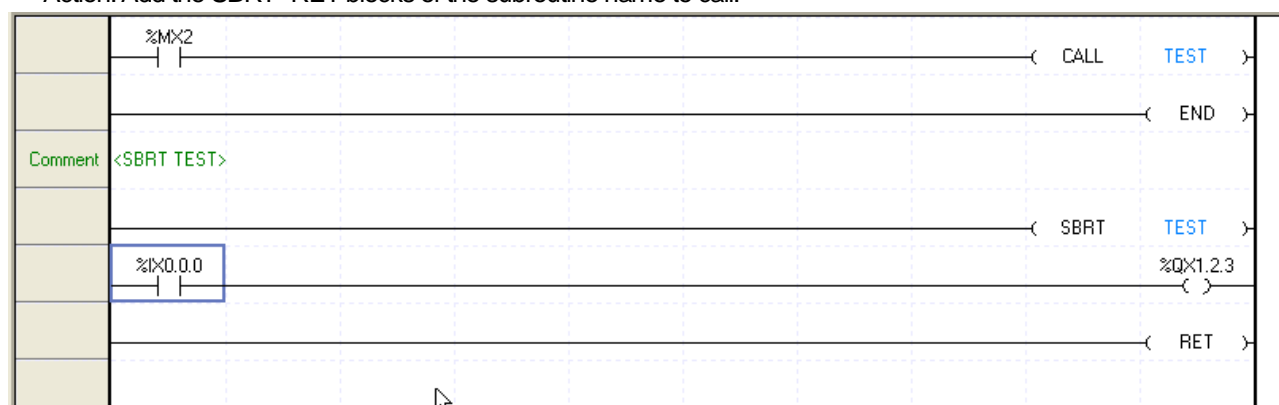 Action: Add the SBRT~RET blocks of the subroutine name to call.
%MX2
CALL TEST
END
Comment <SBRT TEST>
SBRT TEST
%IX0.0.0 %QX1.2.3
RET